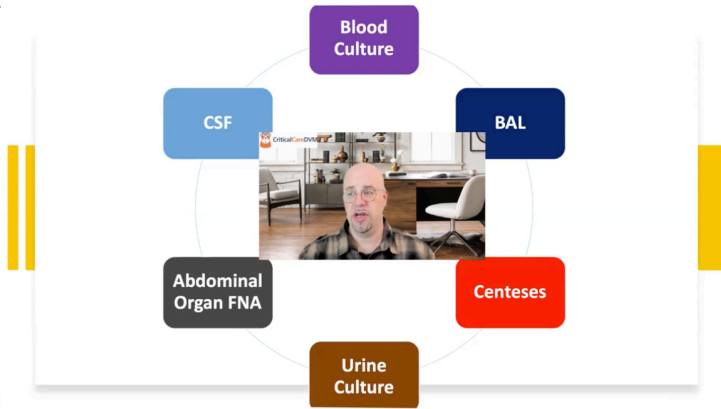 Blood
Culture
CSF
BAL
CriticalCareDVM
Abdominal
Organ FNA
Centeses
Urine
Culture